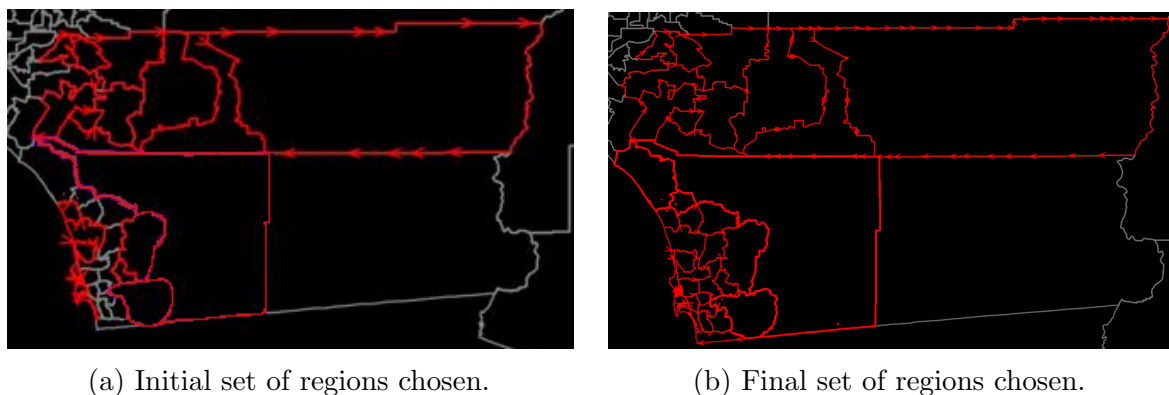 (a) Initial set of regions chosen.
(b) Final set of regions chosen.